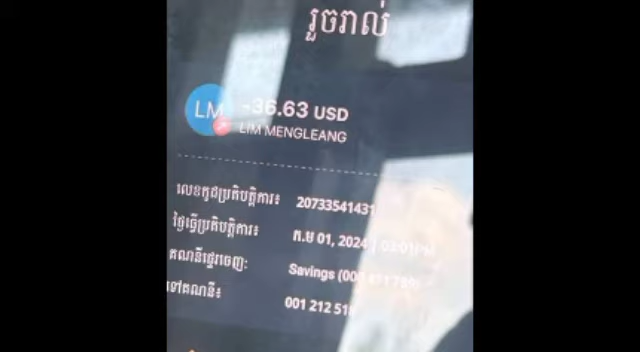 រួចរាល់
LM
-36.63 USD
LIM MENGLEANG
លេខកូដប្រតិបត្តិការ៖ 20733541431
ថ្ងៃធ្វើប្រតិបត្តិការ៖ ក.ម 01, 2024
គណនីផ្ទេរចេញ: Savings
ទៅគណនី៖ 001 212